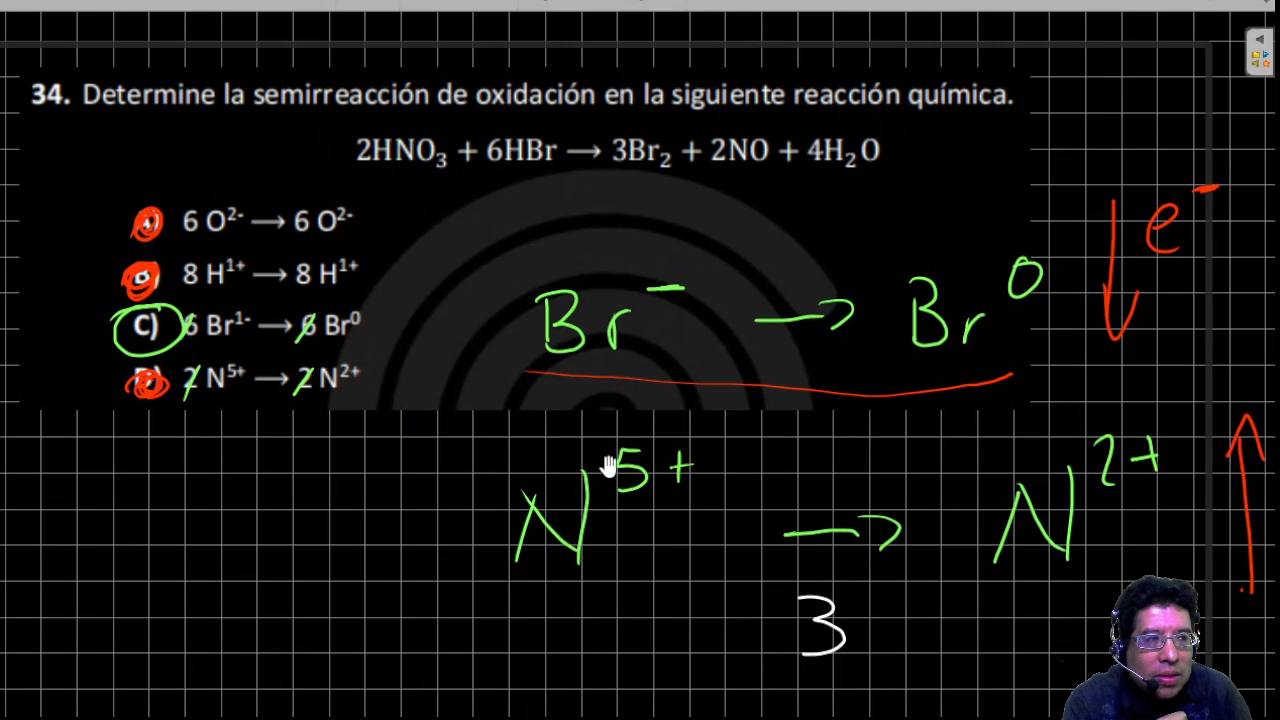 34. Determine la semirreacción de oxidación en la siguiente reacción química.
2HNO₃ + 6HBr ⟶ 3Br₂ + 2NO + 4H₂O
6 O²⁻ ⟶ 6 O²⁻
8 H¹⁺ ⟶ 8 H¹⁺
C) 6 Br¹⁻ ⟶ 6 Br⁰
2 N⁵⁺ ⟶ 2 N²⁺
Br⁻ → Br⁰
↓ e⁻
N⁵⁺ → N²⁺
3